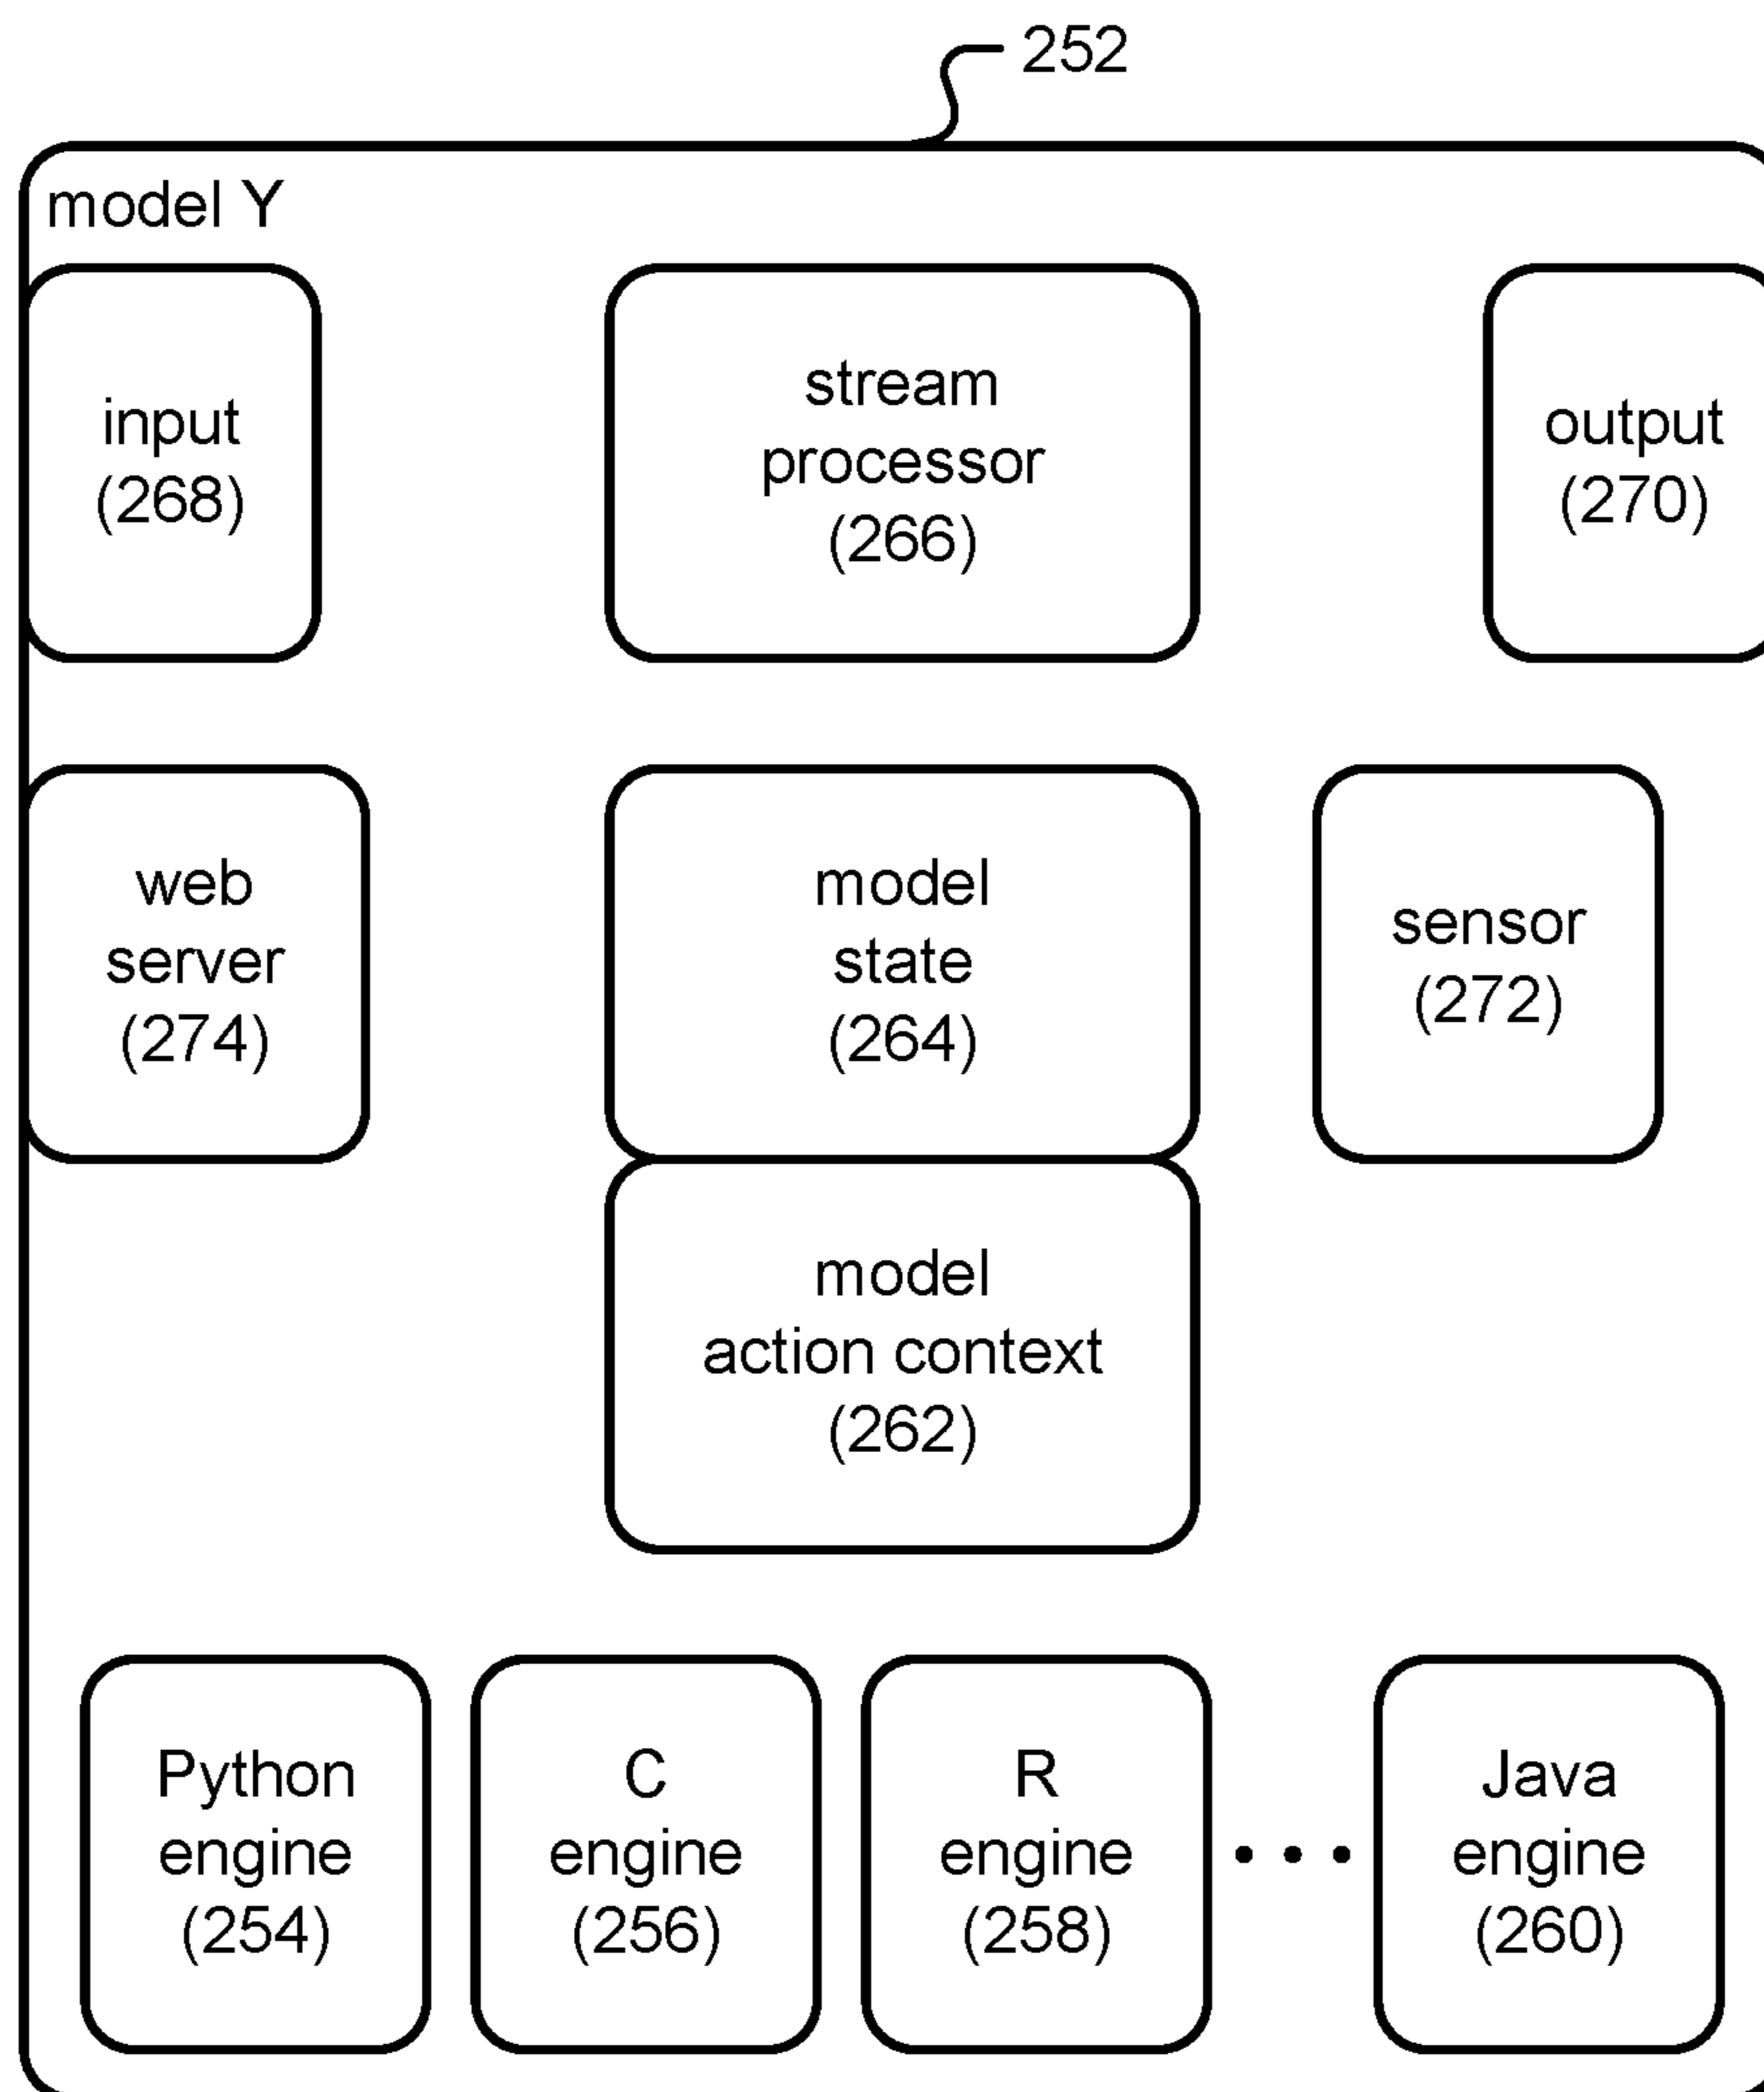 252
model Y
input
(268)
stream
processor
(266)
output
(270)
web
server
(274)
model
state
(264)
sensor
(272)
model
action context
(262)
Python
engine
(254)
C
engine
(256)
R
engine
(258)
• • •
Java
engine
(260)